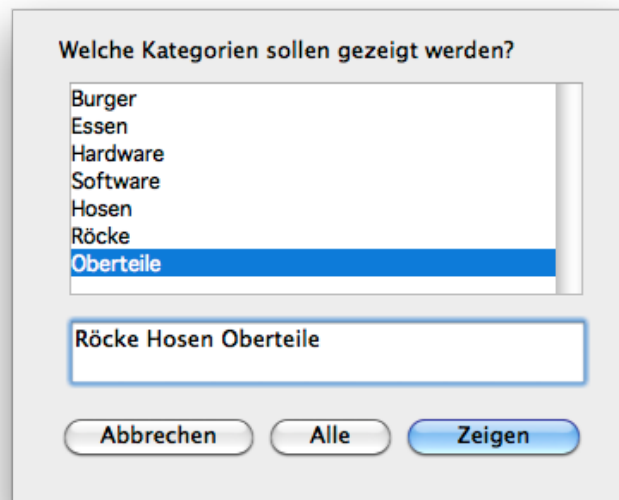 Welche Kategorien sollen gezeigt werden?
Burger
Essen
Hardware
Software
Hosen
Röcke
Oberteile
Röcke Hosen Oberteile
Abbrechen Alle Zeigen